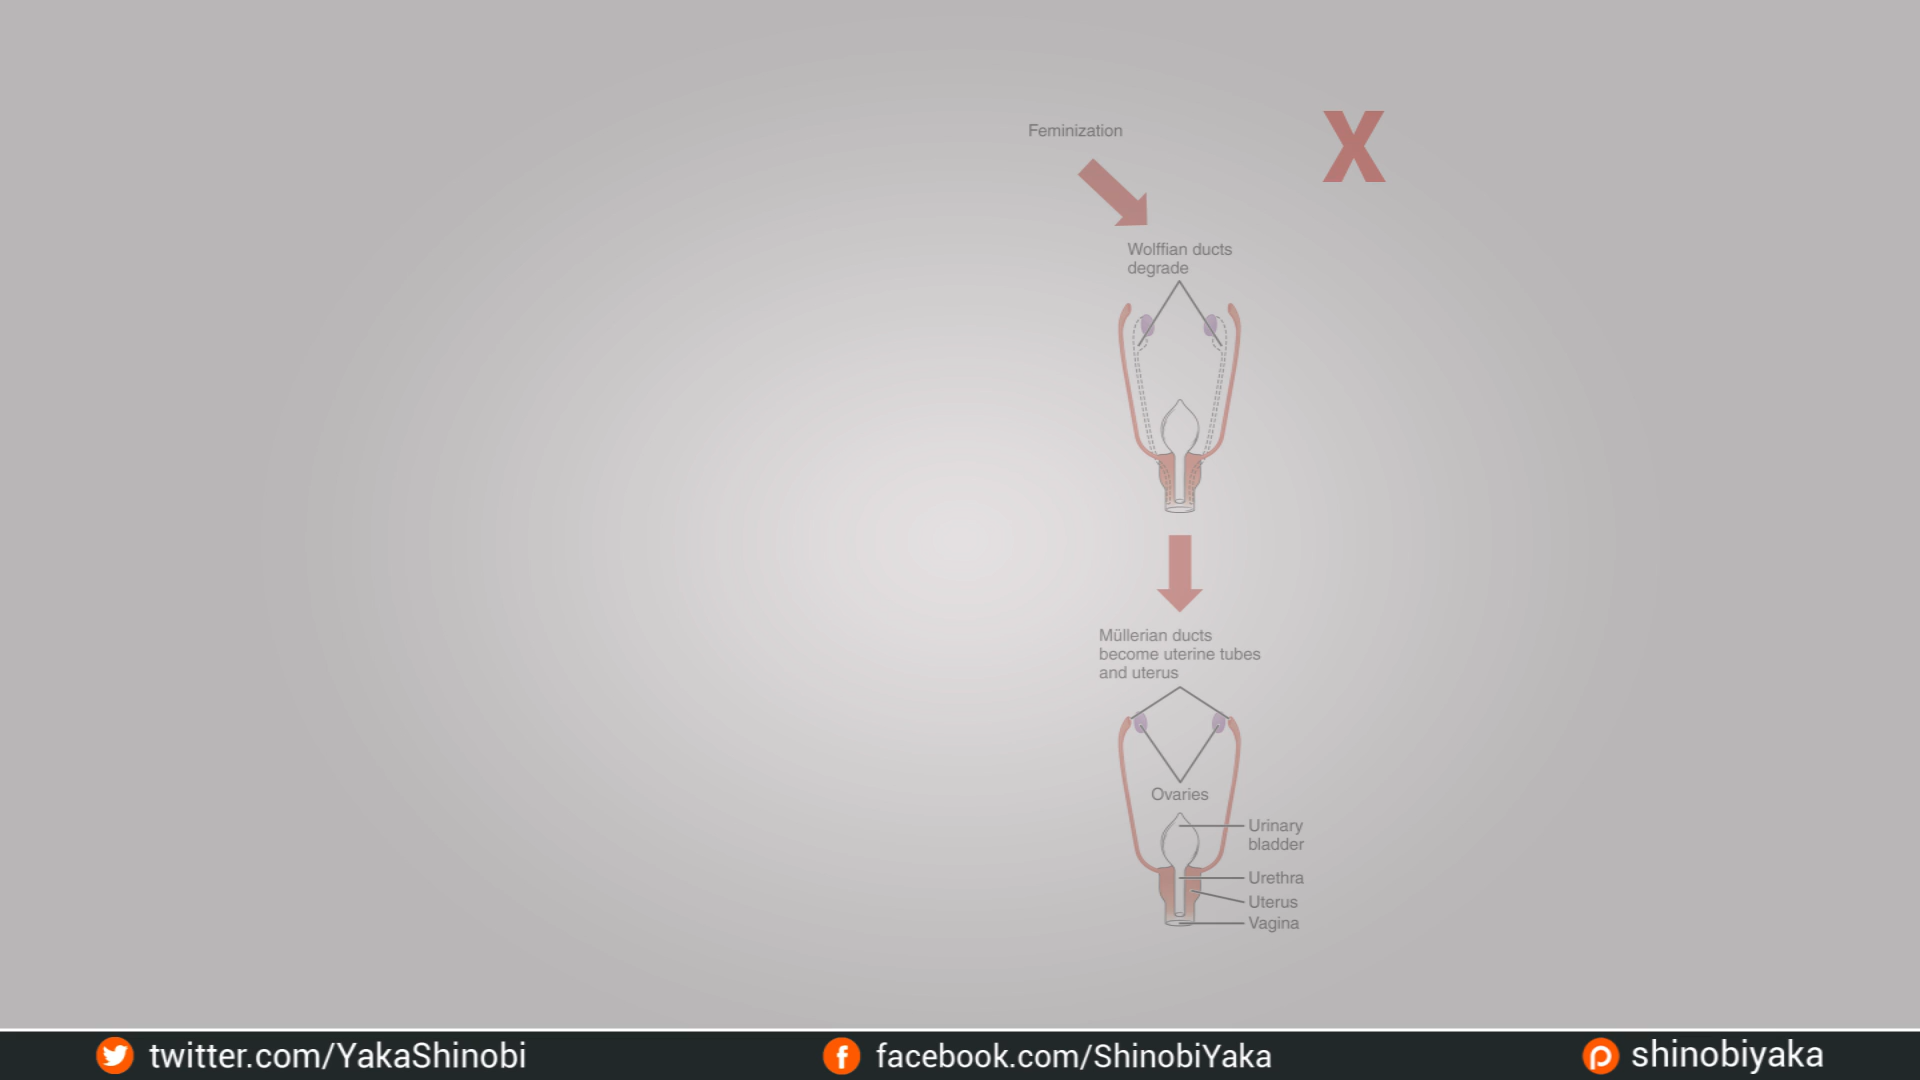 Feminization
X
Wolffian ducts
degrade
Müllerian ducts
become uterine tubes
and uterus
Ovaries
Urinary
bladder
Urethra
Uterus
Vagina
twitter.com/YakaShinobi
facebook.com/ShinobiYaka
shinobiyaka